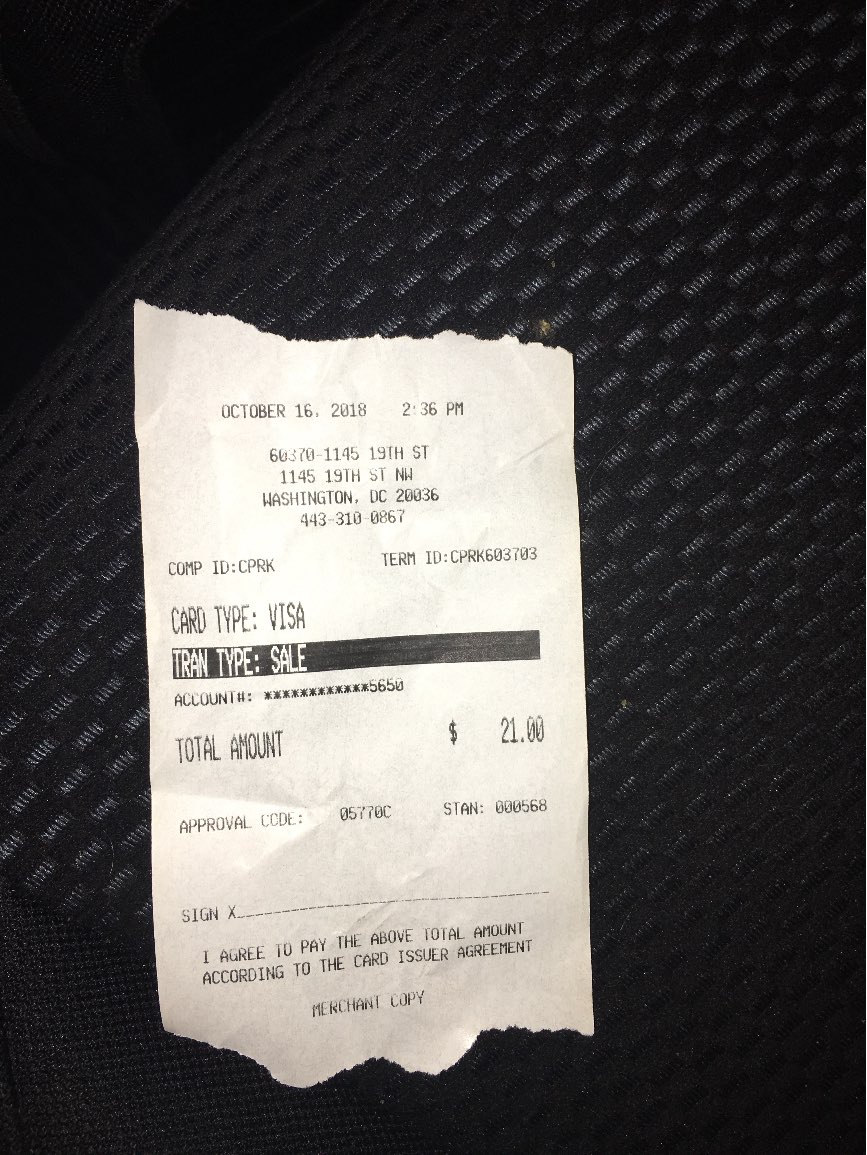 OCTOBER 16, 2018 2:36 PM
60370-1145 19TH ST
1145 19TH ST NW
WASHINGTON, DC 20036
443-310-0867
COMP ID:CPRK TERM ID:CPRK603703
CARD TYPE: VISA
TRAN TYPE: SALE
ACCOUNT#: ************5650
TOTAL AMOUNT $ 21.00
APPROVAL CODE: 05770C STAN: 000568
SIGN X
I AGREE TO PAY THE ABOVE TOTAL AMOUNT
ACCORDING TO THE CARD ISSUER AGREEMENT
MERCHANT COPY